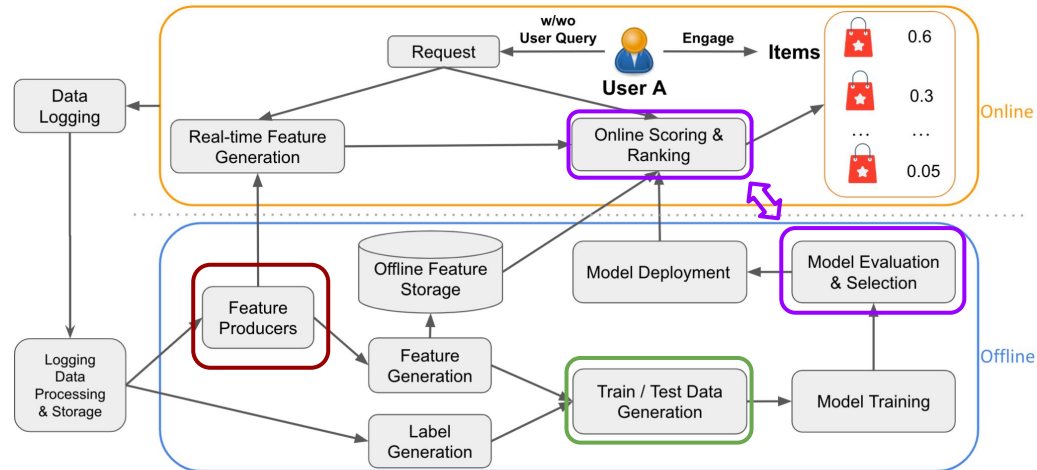 w/wo
User Query
Engage
Request
User A
Items
0.6
0.3
... ...
0.05
Online
Data
Logging
Real-time Feature
Generation
Online Scoring &
Ranking
Offline Feature
Storage
Model Deployment
Model Evaluation
& Selection
Feature
Producers
Logging
Data
Processing
& Storage
Feature
Generation
Train / Test Data
Generation
Model Training
Label
Generation
Offline